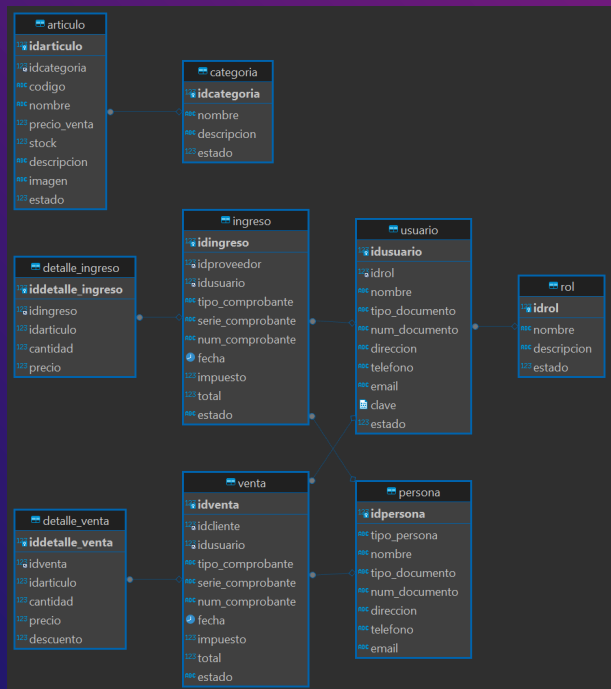 articulo
idarticulo
idcategoria
codigo
nombre
precio_venta
stock
descripcion
imagen
estado
categoria
idcategoria
nombre
descripcion
estado
ingreso
idingreso
idproveedor
idusuario
tipo_comprobante
serie_comprobante
num_comprobante
fecha
impuesto
total
estado
usuario
idusuario
idrol
nombre
tipo_documento
num_documento
direccion
telefono
email
clave
estado
rol
idrol
nombre
descripcion
estado
detalle_ingreso
iddetalle_ingreso
idingreso
idarticulo
cantidad
precio
venta
idventa
idcliente
idusuario
tipo_comprobante
serie_comprobante
num_comprobante
fecha
impuesto
total
estado
persona
idpersona
tipo_persona
nombre
tipo_documento
num_documento
direccion
telefono
email
detalle_venta
iddetalle_venta
idventa
idarticulo
cantidad
precio
descuento